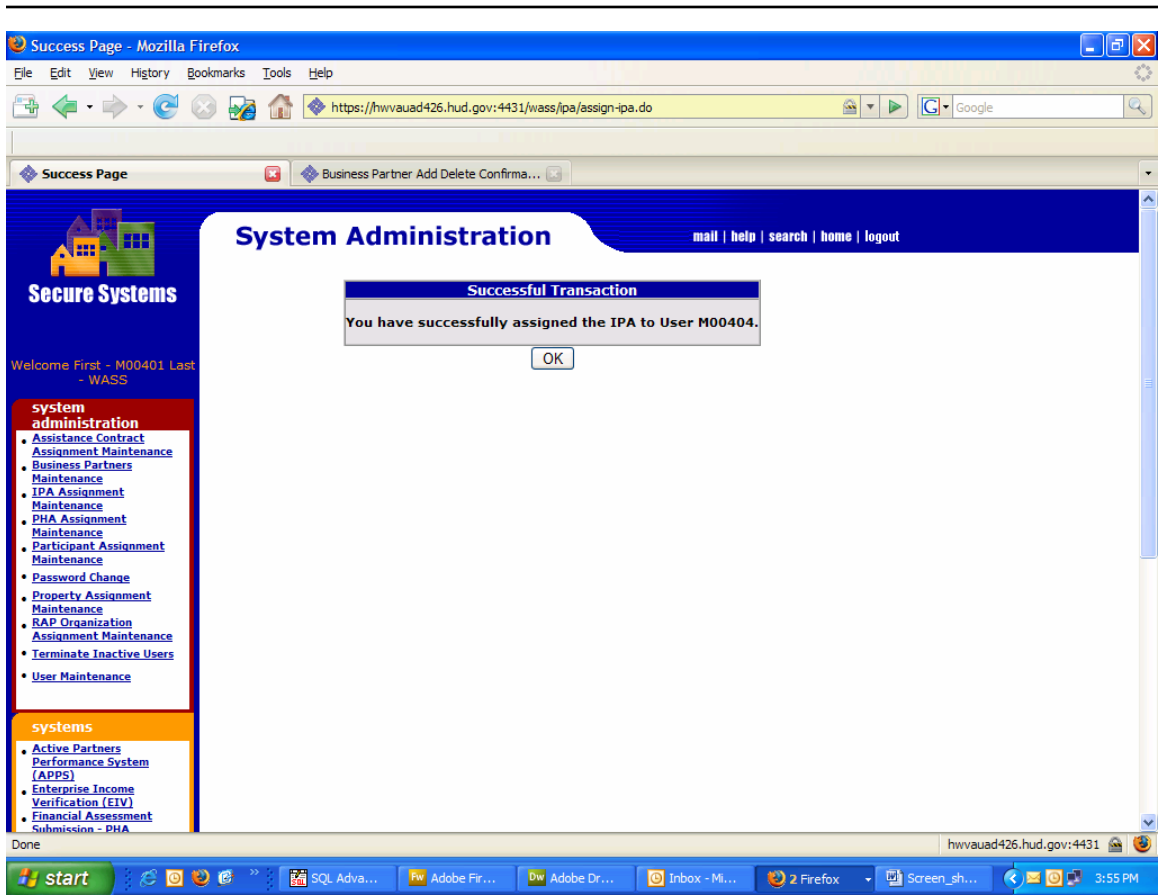 Success Page - Mozilla Firefox
File Edit View History Bookmarks Tools Help
https://hwvauad426.hud.gov:4431/wass/ipa/assign-ipa.do
G Google
Success Page
Business Partner Add Delete Confirma...
System Administration
mail | help | search | home | logout
Secure Systems
Successful Transaction
You have successfully assigned the IPA to User M00404.
OK
Welcome First - M00401 Last
- WASS
system
administration
Assistance Contract
Assignment Maintenance
Business Partners
Maintenance
IPA Assignment
Maintenance
PHA Assignment
Maintenance
Participant Assignment
Maintenance
Password Change
Property Assignment
Maintenance
RAP Organization
Assignment Maintenance
Terminate Inactive Users
User Maintenance
systems
Active Partners
Performance System
(APPS)
Enterprise Income
Verification (EIV)
Financial Assessment
Submission - PHA
Done
hwvauad426.hud.gov:4431
start
SQL Adva...
Fw Adobe Fir...
Dw Adobe Dr...
Inbox - Mi...
2 Firefox
Screen_sh...
3:55 PM